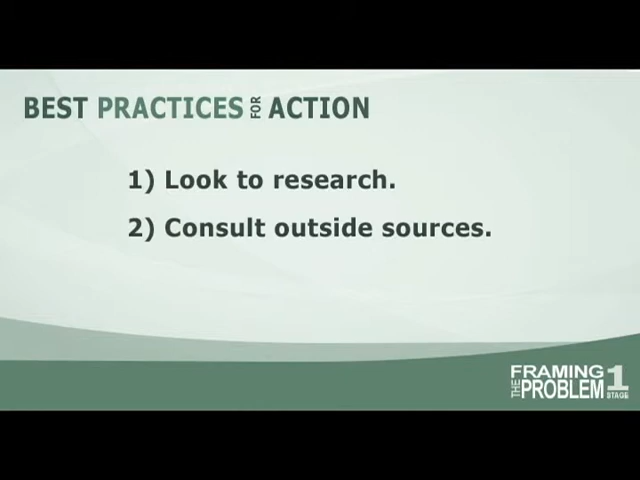 BEST PRACTICES FOR ACTION
1) Look to research.
2) Consult outside sources.
FRAMING
THE PROBLEM 1
STAGE